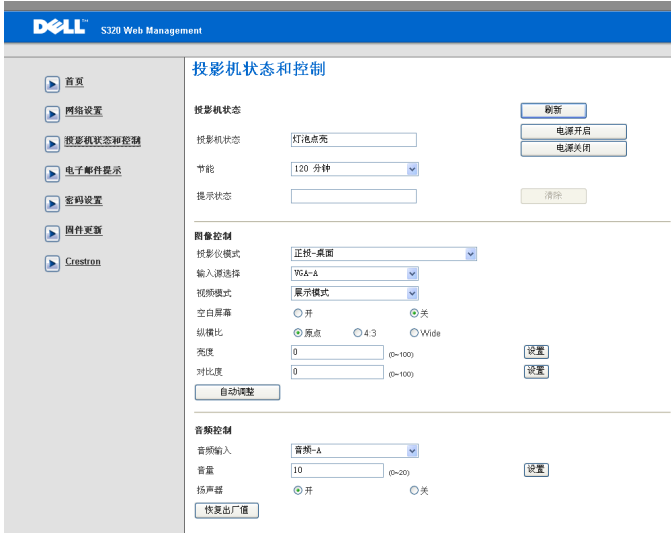 DELL™ S320 Web Management
首页
网络设置
投影机状态和控制
电子邮件提示
密码设置
固件更新
Crestron
投影机状态和控制
投影机状态 刷新
电源开启
投影机状态 灯泡点亮
电源关闭
节能 120 分钟
提示状态 清除
图像控制
投影仪模式 正投-桌面
输入源选择 VGA-A
视频模式 展示模式
空白屏幕 开 关
纵横比 原点 4:3 Wide
亮度 0 (0~100) 设置
对比度 0 (0~100) 设置
自动调整
音频控制
音频输入 音频-A
音量 10 (0~20) 设置
扬声器 开 关
恢复出厂值